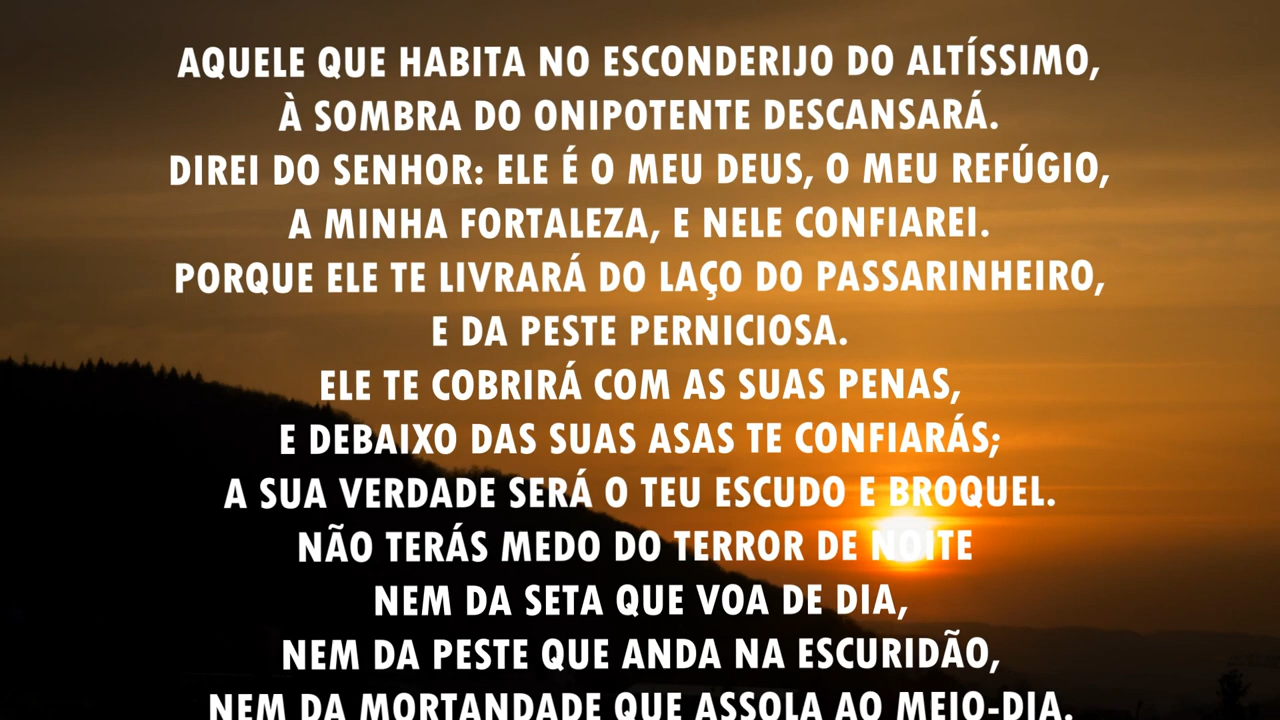 AQUELE QUE HABITA NO ESCONDERIJO DO ALTÍSSIMO,
À SOMBRA DO ONIPOTENTE DESCANSARÁ.
DIREI DO SENHOR: ELE É O MEU DEUS, O MEU REFÚGIO,
A MINHA FORTALEZA, E NELE CONFIAREI.
PORQUE ELE TE LIVRARÁ DO LAÇO DO PASSARINHEIRO,
E DA PESTE PERNICIOSA.
ELE TE COBRIRÁ COM AS SUAS PENAS,
E DEBAIXO DAS SUAS ASAS TE CONFIARÁS;
A SUA VERDADE SERÁ O TEU ESCUDO E BROQUEL.
NÃO TERÁS MEDO DO TERROR DE NOITE
NEM DA SETA QUE VOA DE DIA,
NEM DA PESTE QUE ANDA NA ESCURIDÃO,
NEM DA MORTANDADE QUE ASSOLA AO MEIO-DIA.